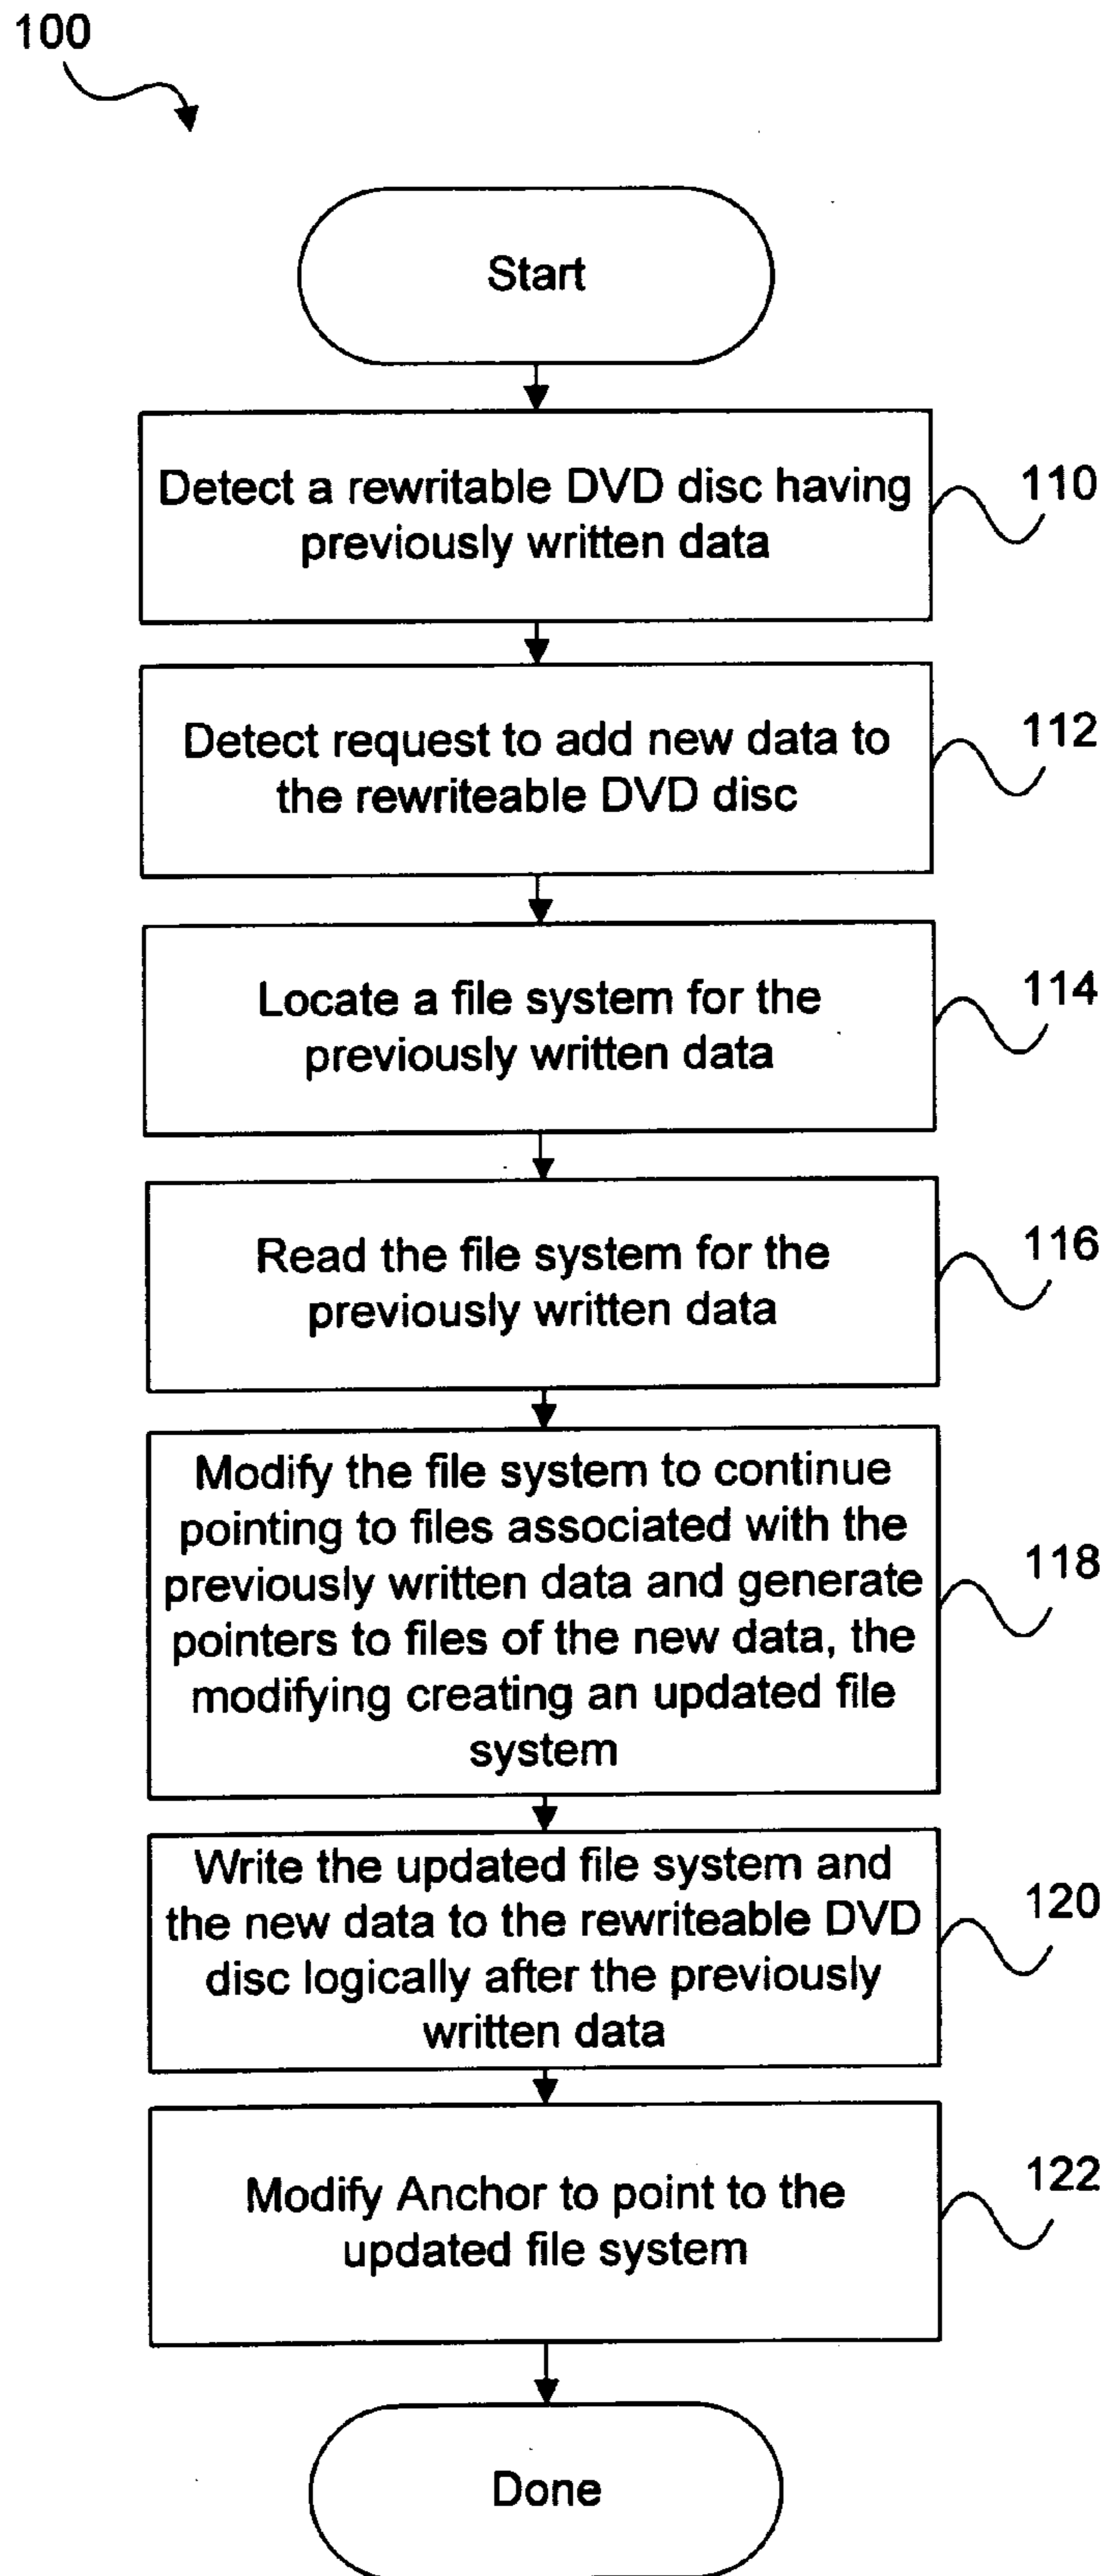 100
Start
Detect a rewritable DVD disc having
previously written data
110
Detect request to add new data to
the rewriteable DVD disc
112
Locate a file system for the
previously written data
114
Read the file system for the
previously written data
116
Modify the file system to continue
pointing to files associated with the
previously written data and generate
pointers to files of the new data, the
modifying creating an updated file
system
118
Write the updated file system and
the new data to the rewriteable DVD
disc logically after the previously
written data
120
Modify Anchor to point to the
updated file system
122
Done